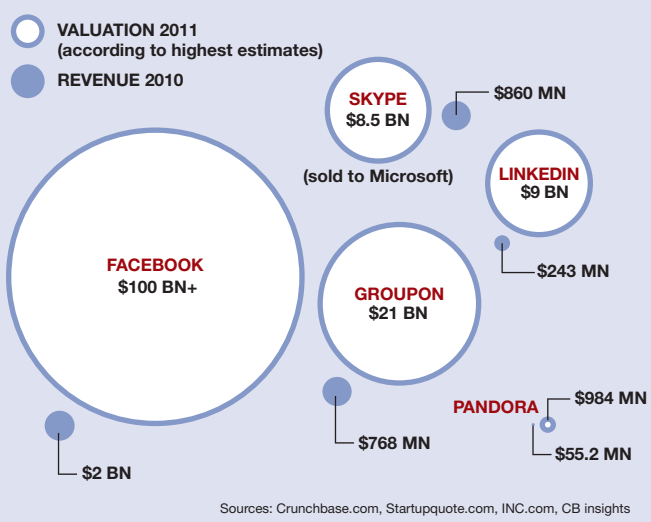 VALUATION 2011
(according to highest estimates)
REVENUE 2010
SKYPE
$8.5 BN
$860 MN
(sold to Microsoft)
LINKEDIN
$9 BN
$243 MN
FACEBOOK
$100 BN+
$2 BN
GROUPON
$21 BN
$768 MN
PANDORA
$984 MN
$55.2 MN
Sources: Crunchbase.com, Startupquote.com, INC.com, CB insights